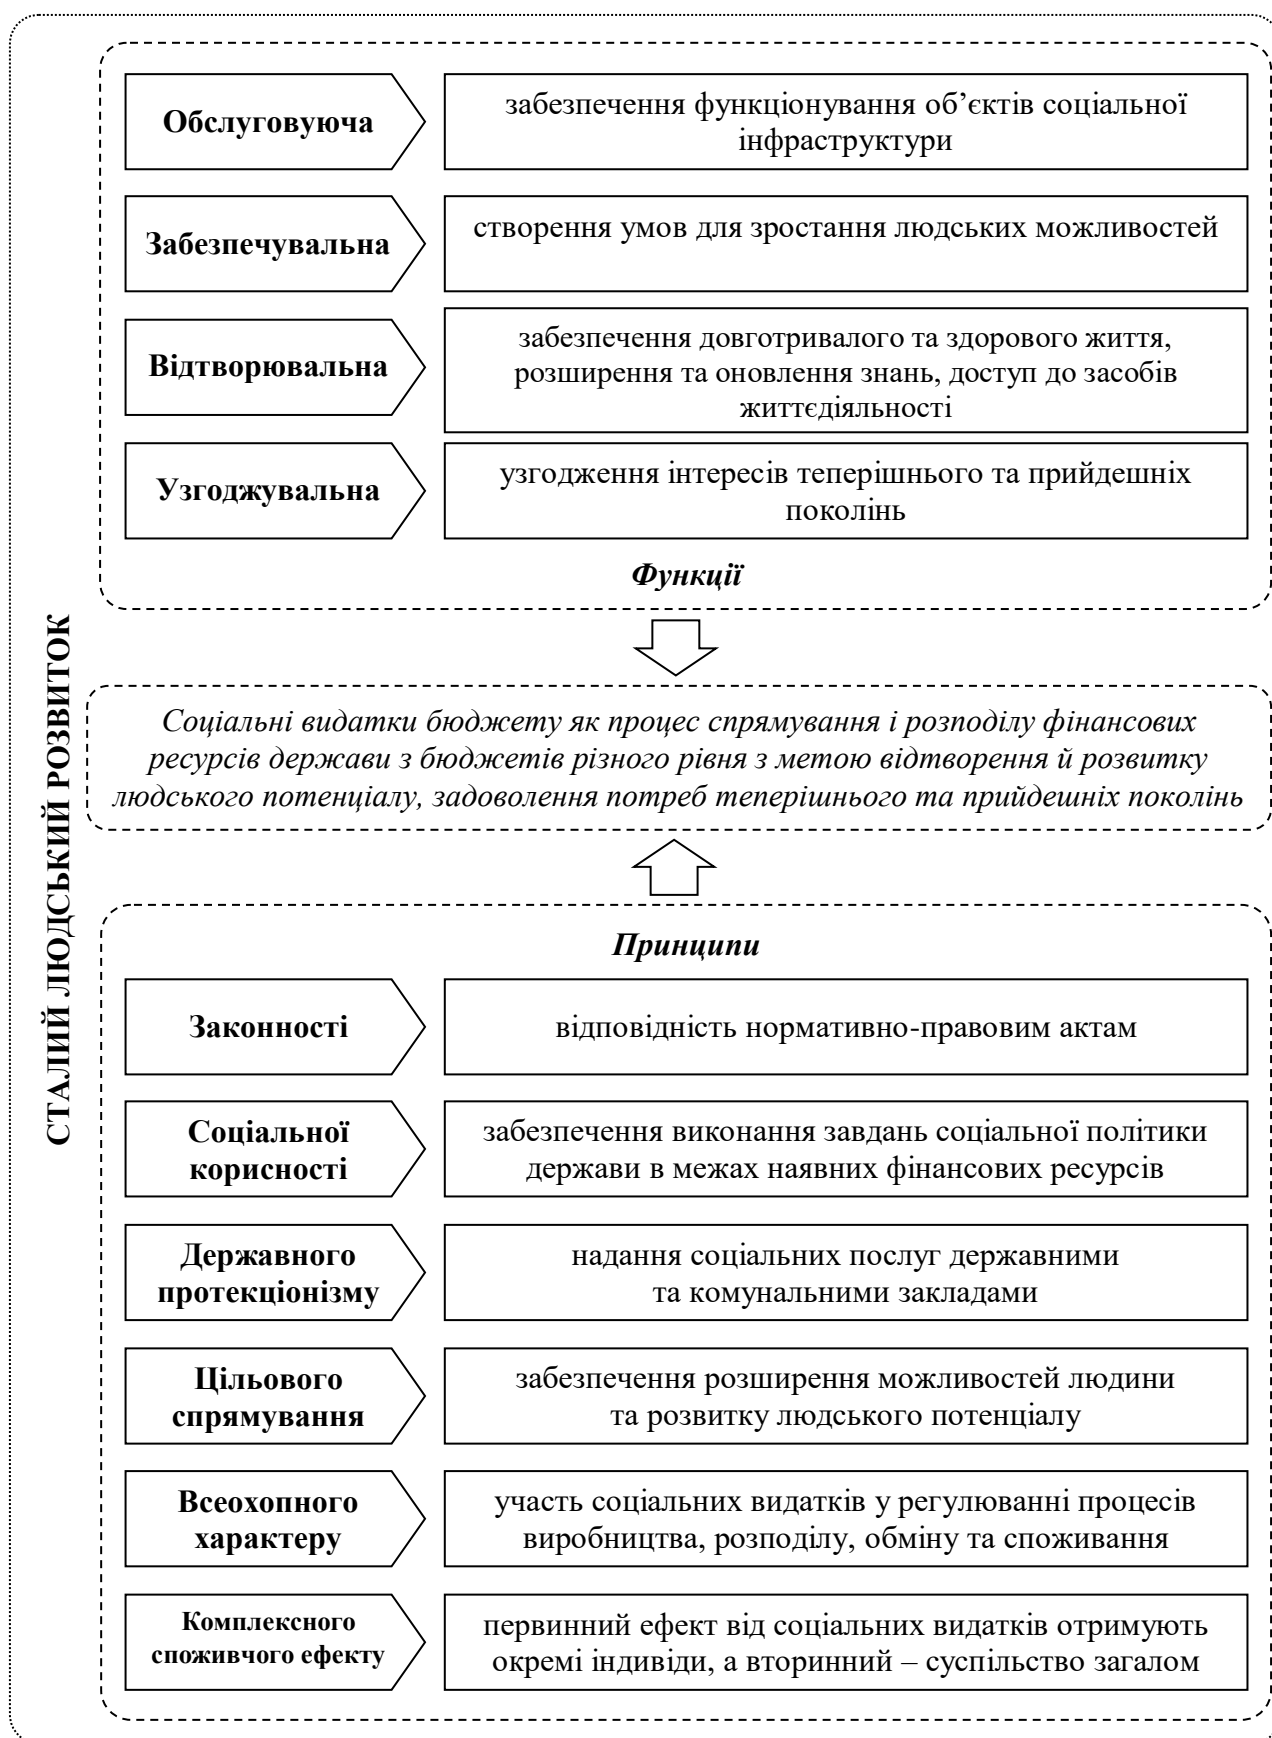 Обслуговуюча
забезпечення функціонування об’єктів соціальної
інфраструктури
Забезпечувальна
створення умов для зростання людських можливостей
Відтворювальна
забезпечення довготривалого та здорового життя,
розширення та оновлення знань, доступ до засобів
життєдіяльності
Узгоджувальна
узгодження інтересів теперішнього та прийдешніх
поколінь
Функції
СТАЛИЙ ЛЮДСЬКИЙ РОЗВИТОК
Соціальні видатки бюджету як процес спрямування і розподілу фінансових
ресурсів держави з бюджетів різного рівня з метою відтворення й розвитку
людського потенціалу, задоволення потреб теперішнього та прийдешніх поколінь
Принципи
Законності
відповідність нормативно-правовим актам
Соціальної
корисності
забезпечення виконання завдань соціальної політики
держави в межах наявних фінансових ресурсів
Державного
протекціонізму
надання соціальних послуг державними
та комунальними закладами
Цільового
спрямування
забезпечення розширення можливостей людини
та розвитку людського потенціалу
Всеохопного
характеру
участь соціальних видатків у регулюванні процесів
виробництва, розподілу, обміну та споживання
Комплексного
споживчого ефекту
первинний ефект від соціальних видатків отримують
окремі індивіди, а вторинний – суспільство загалом